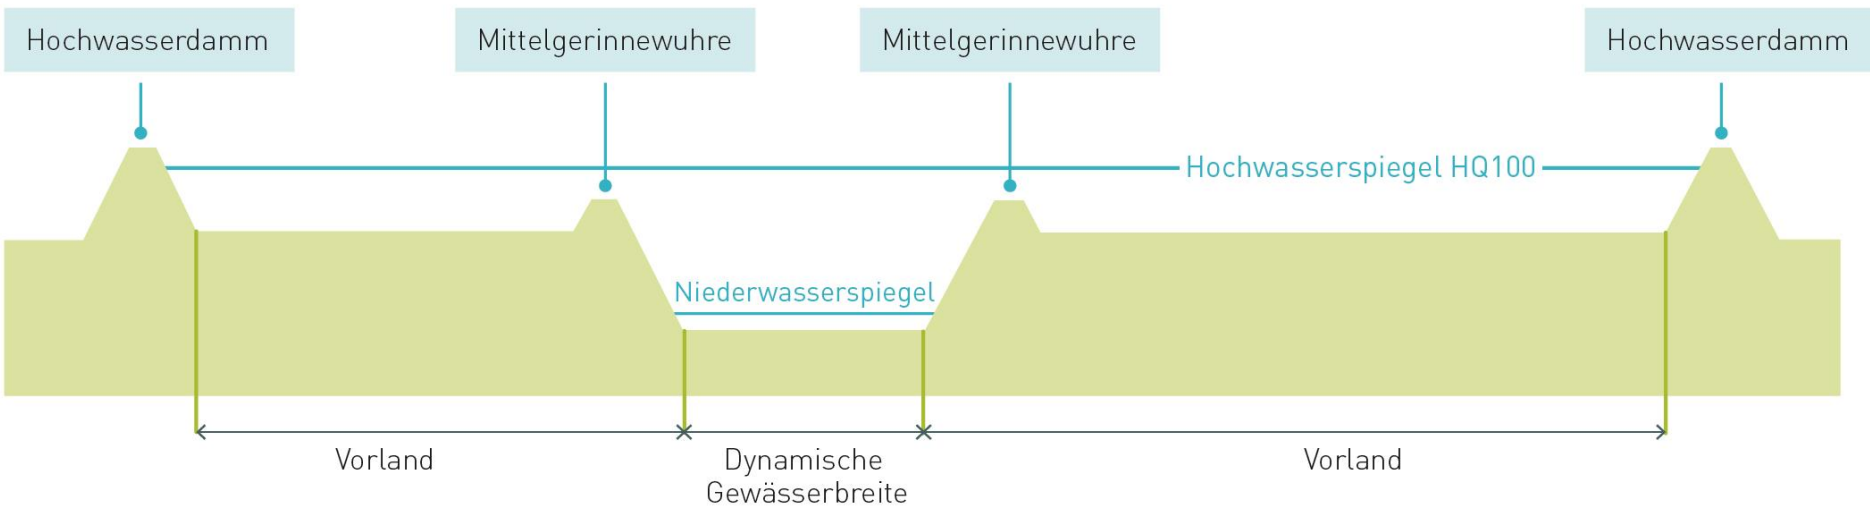 Hochwasserdamm
Mittelgerinnewuhre
Mittelgerinnewuhre
Hochwasserdamm
Hochwasserspiegel HQ100
Niederwasserspiegel
Vorland
Dynamische
Gewässerbreite
Vorland